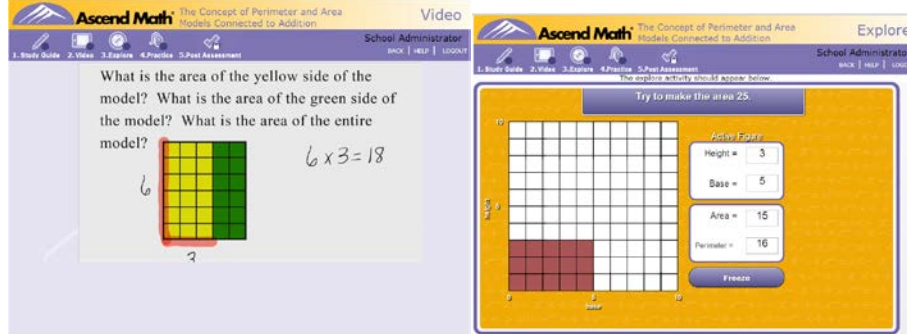 Ascend Math
The Concept of Perimeter and Area
Models Connected to Addition
Video
School Administrator
1. Study Guide 2. Video 3.Explore 4.Practice 5.Post Assessment
BACK | HELP | LOGOUT
What is the area of the yellow side of the
model? What is the area of the green side of
the model? What is the area of the entire
model?
6 x 3 = 18
6
3
Ascend Math
The Concept of Perimeter and Area
Models Connected to Addition
Explore
School Administrato
1. Study Guide 2. Video 3.Explore 4.Practice 5.Post Assessment
BACK | HELP |
The explore activity should appear below.
Try to make the area 25.
10
Active Figure
Height = 3
Base = 5
5
Area = 15
Perimeter = 16
Freeze
0 5 10
base